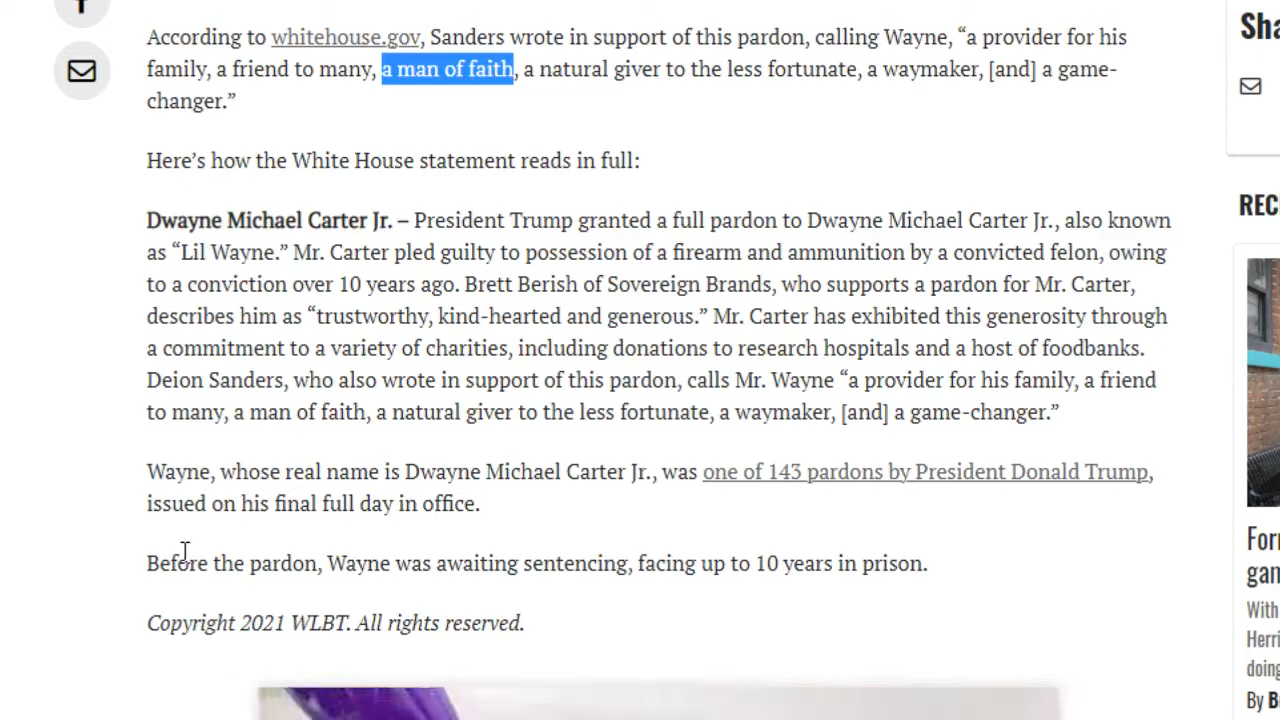 According to whitehouse.gov, Sanders wrote in support of this pardon, calling Wayne, “a provider for his
family, a friend to many, a man of faith, a natural giver to the less fortunate, a waymaker, [and] a game-
changer.”
Here’s how the White House statement reads in full:
Dwayne Michael Carter Jr. – President Trump granted a full pardon to Dwayne Michael Carter Jr., also known
as “Lil Wayne.” Mr. Carter pled guilty to possession of a firearm and ammunition by a convicted felon, owing
to a conviction over 10 years ago. Brett Berish of Sovereign Brands, who supports a pardon for Mr. Carter,
describes him as “trustworthy, kind-hearted and generous.” Mr. Carter has exhibited this generosity through
a commitment to a variety of charities, including donations to research hospitals and a host of foodbanks.
Deion Sanders, who also wrote in support of this pardon, calls Mr. Wayne “a provider for his family, a friend
to many, a man of faith, a natural giver to the less fortunate, a waymaker, [and] a game-changer.”
Wayne, whose real name is Dwayne Michael Carter Jr., was one of 143 pardons by President Donald Trump,
issued on his final full day in office.
Before the pardon, Wayne was awaiting sentencing, facing up to 10 years in prison.
Copyright 2021 WLBT. All rights reserved.
Sha
REC
For
gam
With
Herri
doing
By B